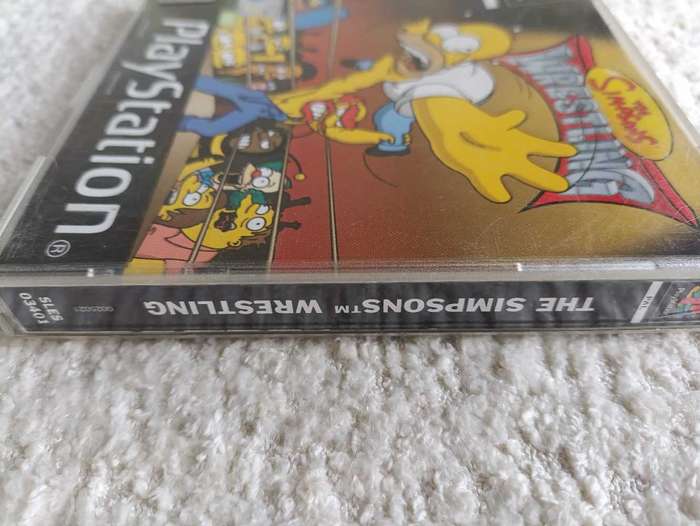 PlayStation®
THE
Simpsons
WRESTLING
THE SIMPSONS™ WRESTLING
SLES
03401